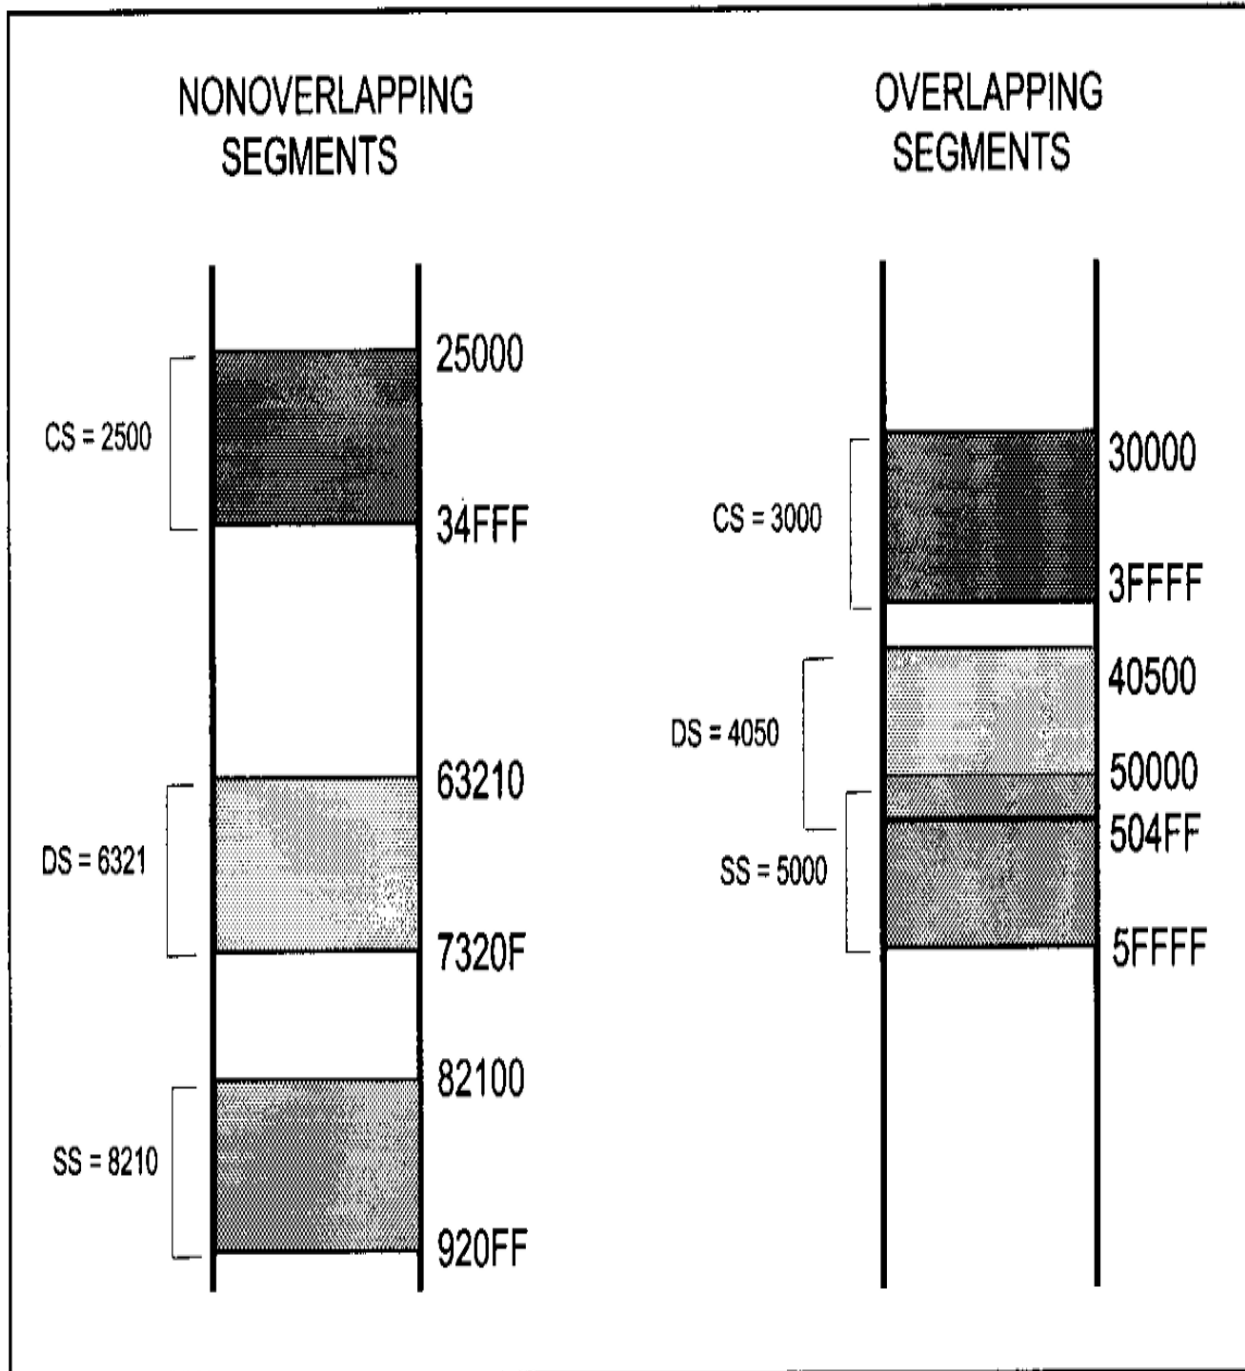 NONOVERLAPPING
SEGMENTS
25000
CS = 2500
34FFF
63210
DS = 6321
7320F
82100
SS = 8210
920FF
OVERLAPPING
SEGMENTS
30000
CS = 3000
3FFFF
40500
DS = 4050
50000
504FF
SS = 5000
5FFFF